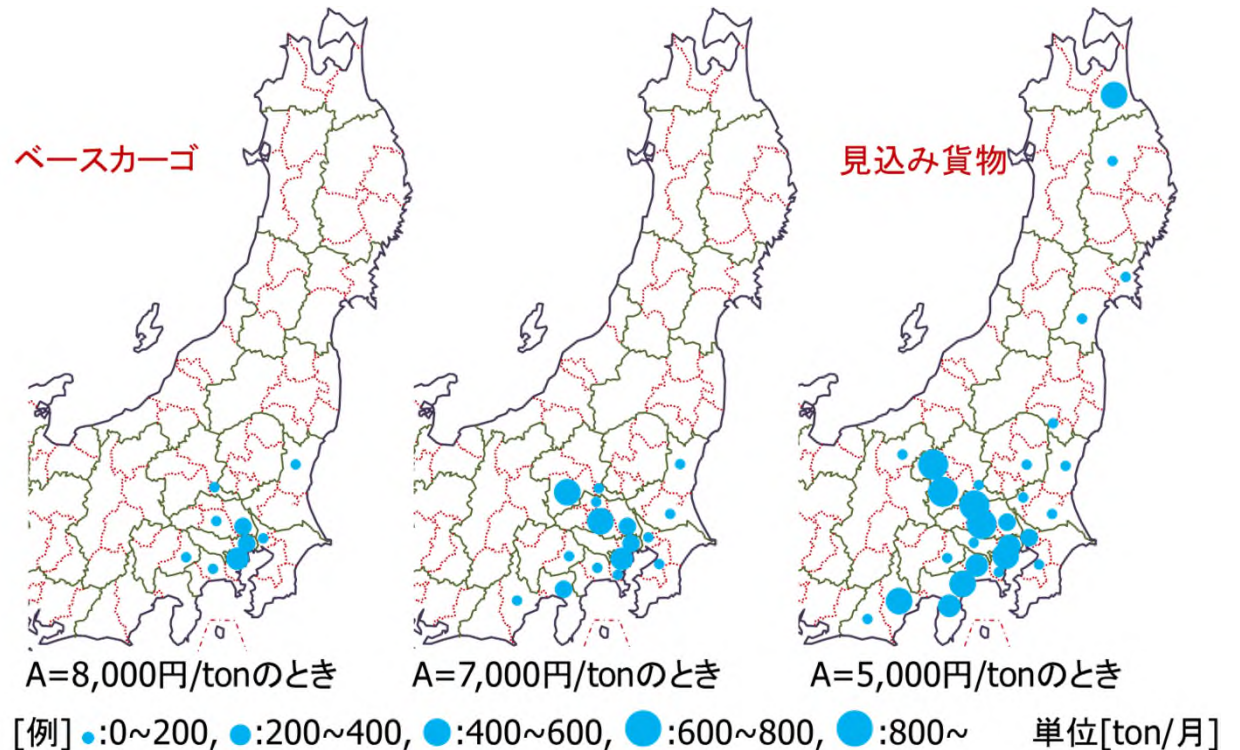 ベースカーゴ
見込み貨物
A=8,000円/tonのとき
A=7,000円/tonのとき
A=5,000円/tonのとき
[例] :0~200, :200~400, :400~600, :600~800, :800~ 単位[ton/月]